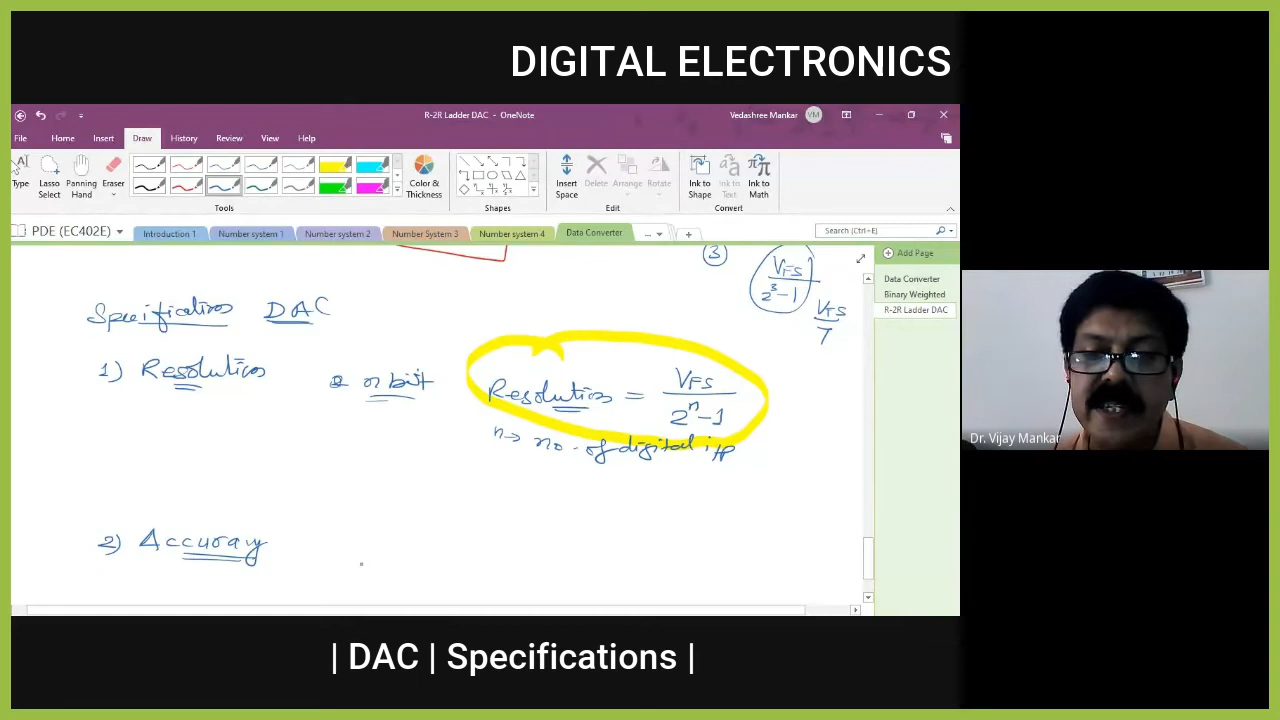 DIGITAL ELECTRONICS
R-2R Ladder DAC - OneNote
Vedashree Mankar VM
File Home Insert Draw History Review View Help
Type Lasso Select Panning Hand Eraser Color & Thickness Insert Space Delete Arrange Rotate Ink to Shape Ink to Text Ink to Math
Tools Shapes Edit Convert
PDE (EC402E) Introduction 1 Number system 1 Number system 2 Number System 3 Number system 4 Data Converter ... + Search (Ctrl+E)
Add Page
Data Converter
Binary Weighted
R-2R Ladder DAC
3
VFS
2³-1
VFS
7
Specifications DAC
1) Resolution
n bit
Resolution = VFS
2ⁿ-1
n → no. of digital i/p
2) Accuracy
Dr. Vijay Mankar
| DAC | Specifications |